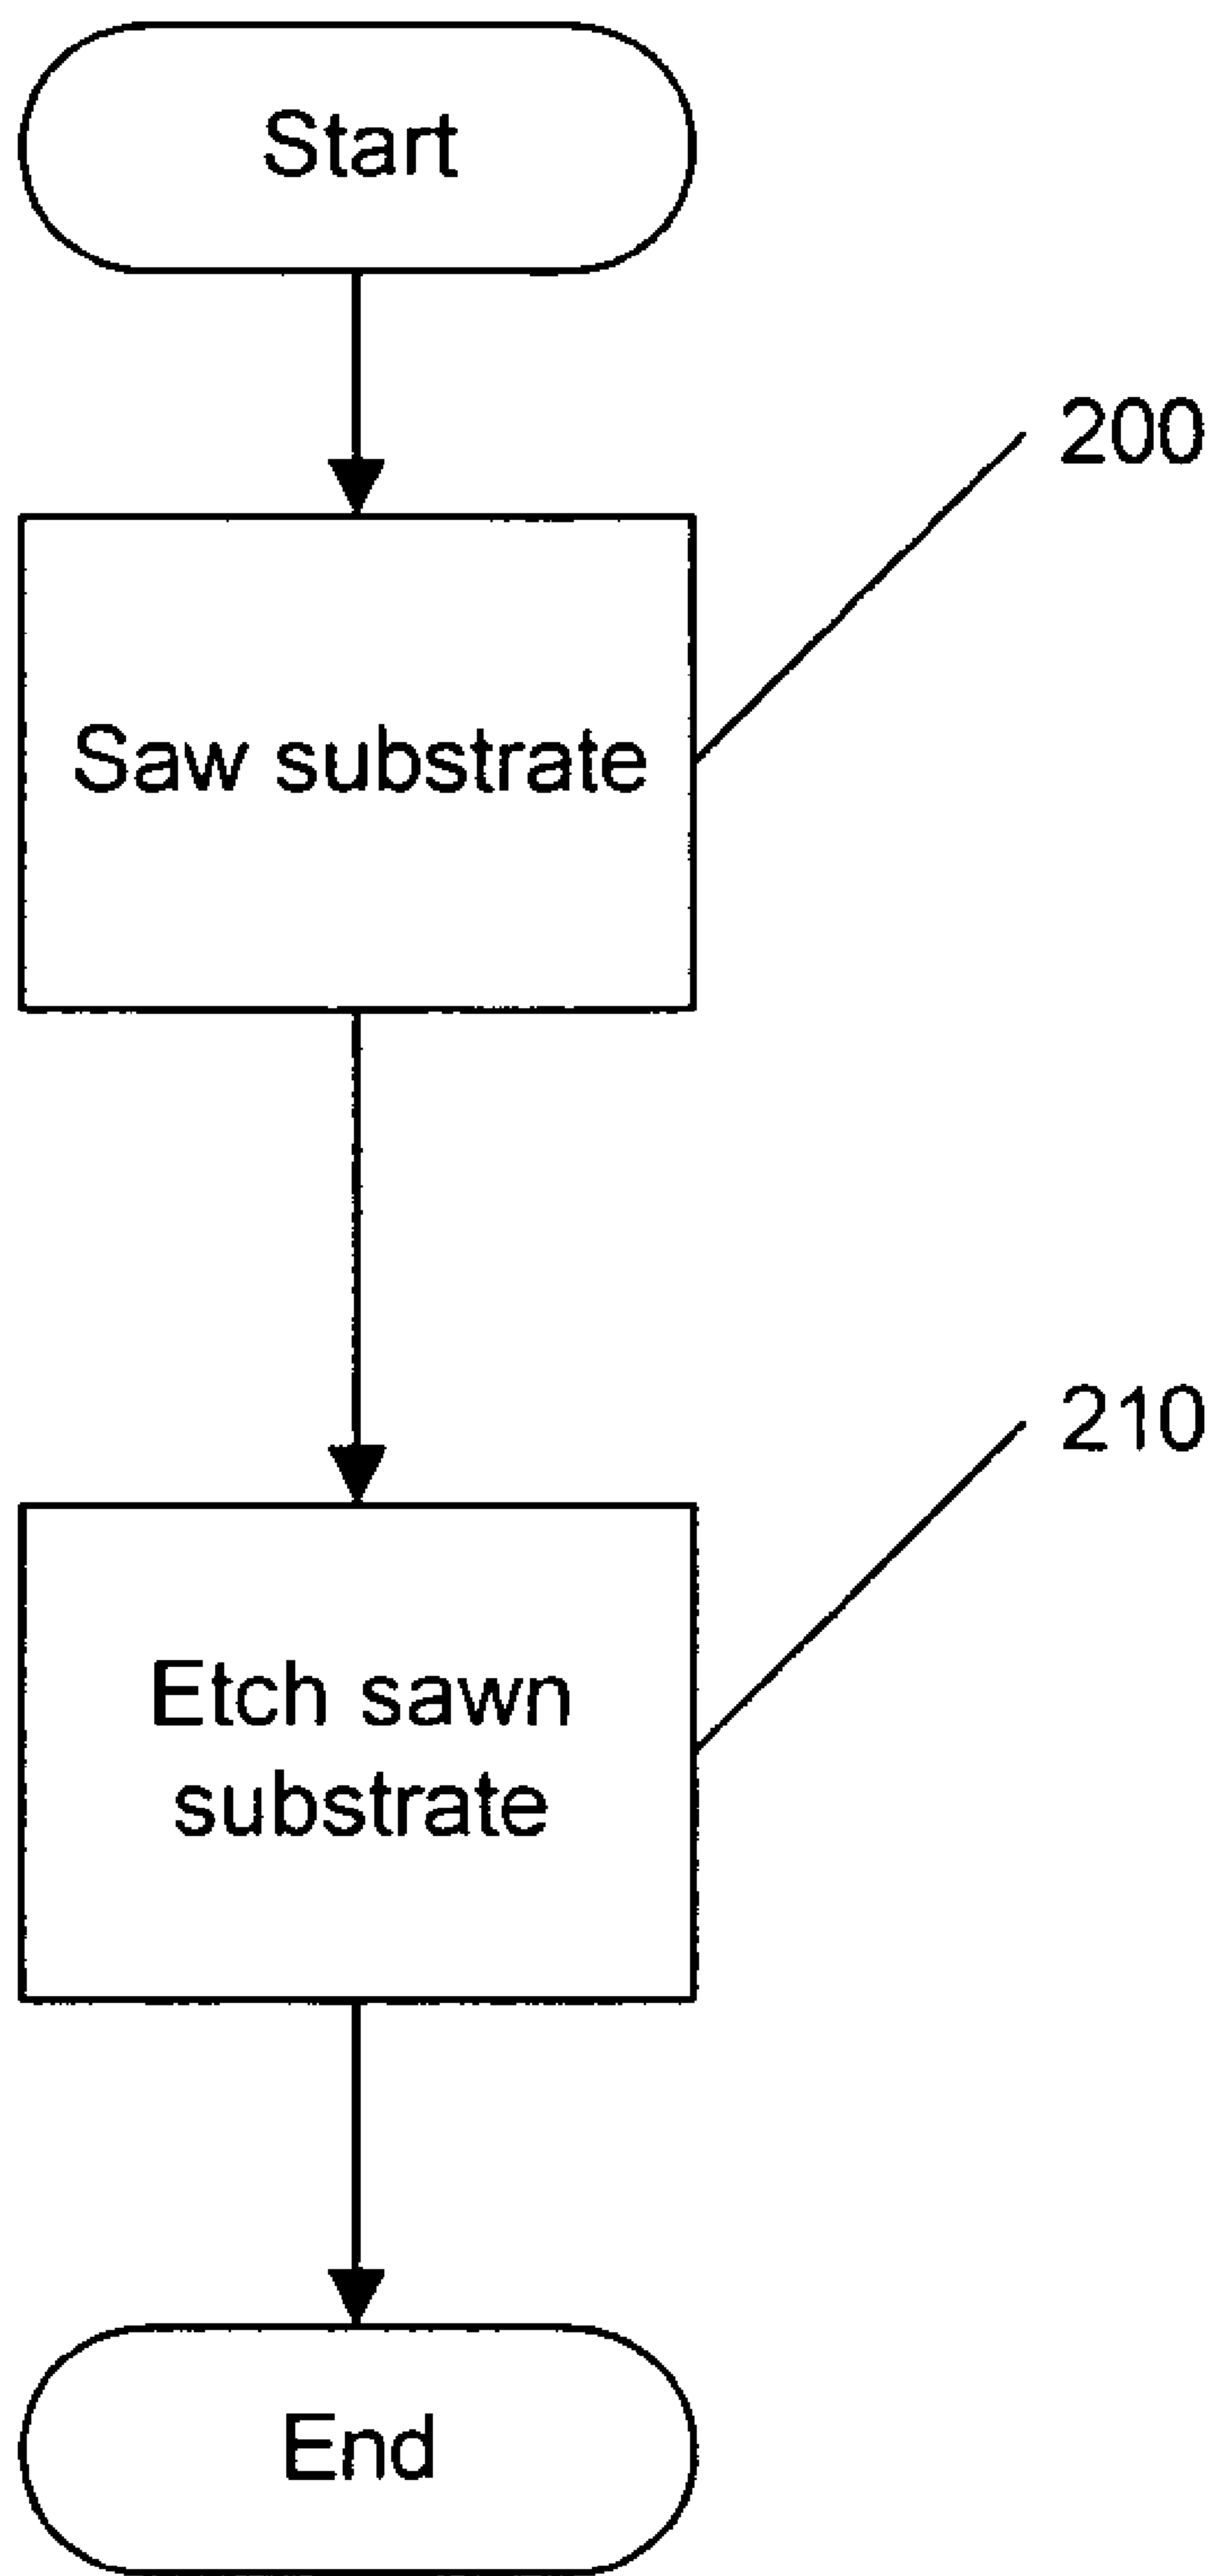 Start
200
Saw substrate
210
Etch sawn
substrate
End